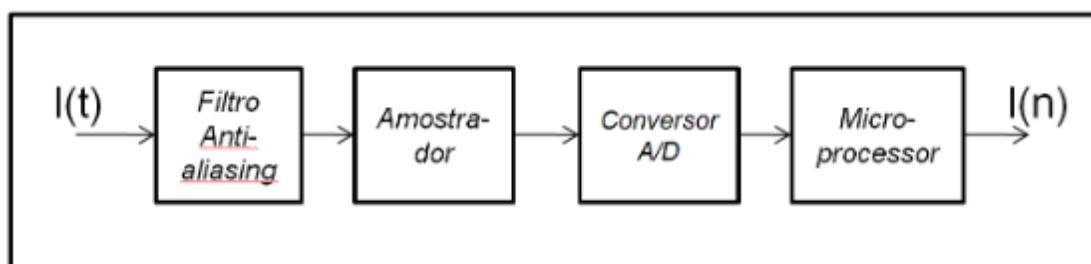 I(t)
Filtro
Anti-
aliasing
Amostra-
dor
Conversor
A/D
Micro-
processor
I(n)